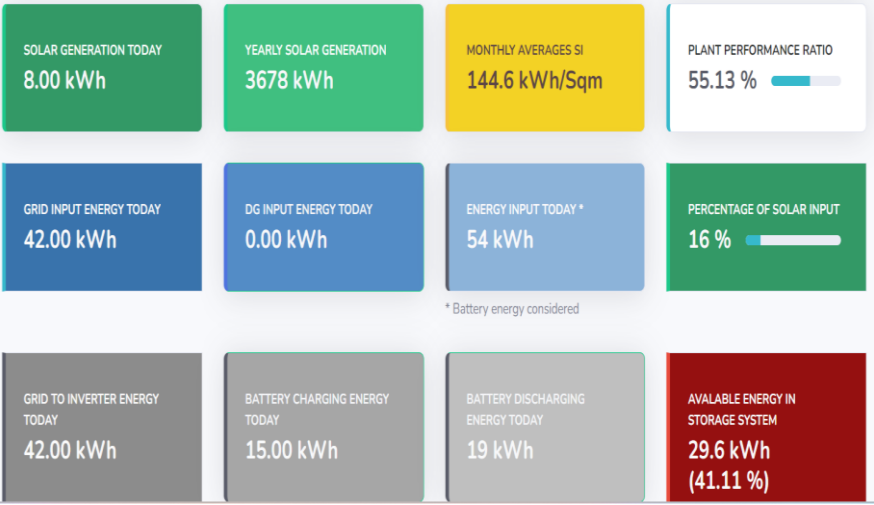 SOLAR GENERATION TODAY
8.00 kWh
YEARLY SOLAR GENERATION
3678 kWh
MONTHLY AVERAGES SI
144.6 kWh/Sqm
PLANT PERFORMANCE RATIO
55.13 %
GRID INPUT ENERGY TODAY
42.00 kWh
DG INPUT ENERGY TODAY
0.00 kWh
ENERGY INPUT TODAY *
54 kWh
PERCENTAGE OF SOLAR INPUT
16 %
* Battery energy considered
GRID TO INVERTER ENERGY
TODAY
42.00 kWh
BATTERY CHARGING ENERGY
TODAY
15.00 kWh
BATTERY DISCHARGING
ENERGY TODAY
19 kWh
AVALABLE ENERGY IN
STORAGE SYSTEM
29.6 kWh
(41.11 %)